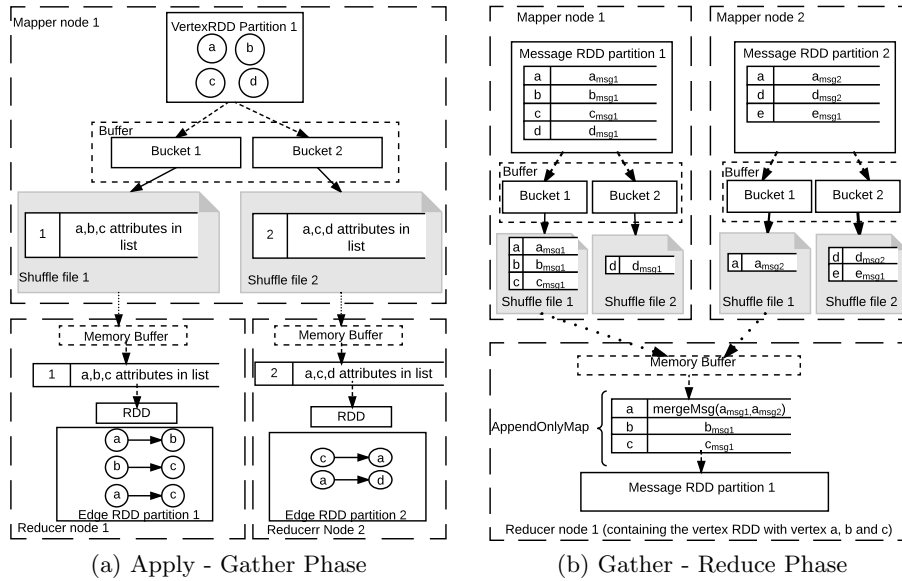 Mapper node 1
VertexRDD Partition 1
a
b
c
d
Buffer
Bucket 1
Bucket 2
1
a,b,c attributes in
list
Shuffle file 1
2
a,c,d attributes in
list
Shuffle file 2
Memory Buffer
1
a,b,c attributes in list
RDD
a
b
b
c
a
c
Edge RDD partition 1
Reducer node 1
Memory Buffer
2
a,c,d attributes in list
RDD
c
a
a
d
Edge RDD partition 2
Reducerr Node 2
(a) Apply - Gather Phase
Mapper node 1
Message RDD partition 1
a amsg1
b bmsg1
c cmsg1
d dmsg1
Buffer
Bucket 1
Bucket 2
a amsg1
b bmsg1
c cmsg1
Shuffle file 1
d dmsg1
Shuffle file 2
Mapper node 2
Message RDD partition 2
a amsg2
d dmsg2
e emsg1
Buffer
Bucket 1
Bucket 2
a amsg2
Shuffle file 1
d dmsg2
e emsg1
Shuffle file 2
Memory Buffer
AppendOnlyMap
a mergeMsg(amsg1,amsg2)
b bmsg1
c cmsg1
Message RDD partition 1
Reducer node 1 (containing the vertex RDD with vertex a, b and c)
(b) Gather - Reduce Phase